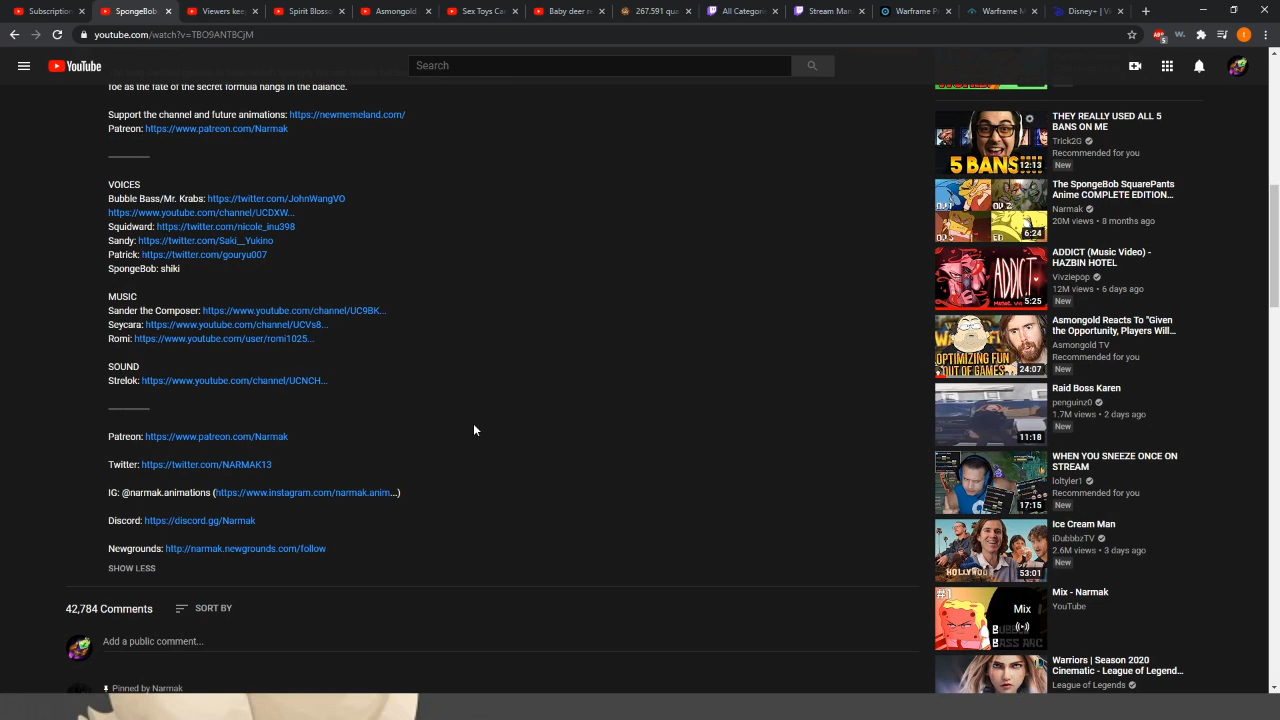 Subscription
SpongeBob
Viewers kee
Spirit Blosso
Asmongold
Sex Toys Ca
Baby deer re
267.591 qua
All Categorie
Stream Man
Warframe P
Warframe M
Disney+ | Vi
youtube.com/watch?v=TBO9ANTBCjM
YouTube
Search
foe as the fate of the secret formula hangs in the balance.
Support the channel and future animations: https://newmemeland.com/
Patreon: https://www.patreon.com/Narmak
VOICES
Bubble Bass/Mr. Krabs: https://twitter.com/JohnWangVO
https://www.youtube.com/channel/UCDXW...
Squidward: https://twitter.com/nicole_inu398
Sandy: https://twitter.com/Saki__Yukino
Patrick: https://twitter.com/gouryu007
SpongeBob: shiki
MUSIC
Sander the Composer: https://www.youtube.com/channel/UC9BK...
Seycara: https://www.youtube.com/channel/UCVs8...
Romi: https://www.youtube.com/user/romi1025...
SOUND
Strelok: https://www.youtube.com/channel/UCNCH...
Patreon: https://www.patreon.com/Narmak
Twitter: https://twitter.com/NARMAK13
IG: @narmak.animations (https://www.instagram.com/narmak.anim...)
Discord: https://discord.gg/Narmak
Newgrounds: http://narmak.newgrounds.com/follow
SHOW LESS
42,784 Comments
SORT BY
Add a public comment...
Pinned by Narmak
5 BANS!!!!
12:13
THEY REALLY USED ALL 5
BANS ON ME
Trick2G
Recommended for you
New
6:24
The SpongeBob SquarePants
Anime COMPLETE EDITION...
Narmak
20M views • 8 months ago
ADDICT
5:25
ADDICT (Music Video) -
HAZBIN HOTEL
Vivziepop
12M views • 6 days ago
New
OPTIMIZING FUN
OUT OF GAMES
24:07
Asmongold Reacts To "Given
the Opportunity, Players Will...
Asmongold TV
Recommended for you
New
11:18
Raid Boss Karen
penguinz0
1.7M views • 2 days ago
New
17:15
WHEN YOU SNEEZE ONCE ON
STREAM
loltyler1
Recommended for you
New
HOLLYWOO
53:01
Ice Cream Man
iDubbbzTV
2.6M views • 3 days ago
New
#1
Mix
BASS ARC
Mix - Narmak
YouTube
Warriors | Season 2020
Cinematic - League of Legend...
League of Legends